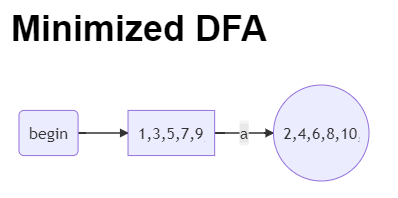 Minimized DFA
begin
1,3,5,7,9
a
2,4,6,8,10,